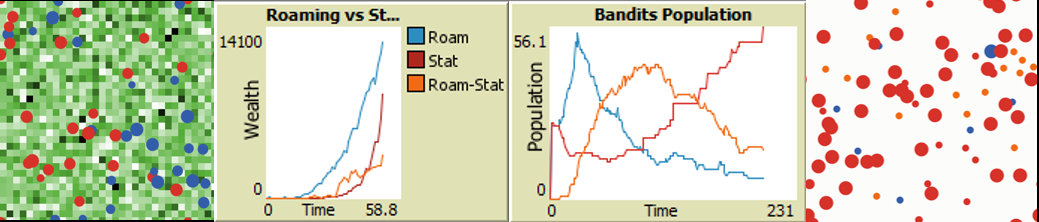 Roaming vs St...
14100
Wealth
0
0
Time
58.8
Roam
Stat
Roam-Stat
Bandits Population
56.1
Population
0
0
Time
231